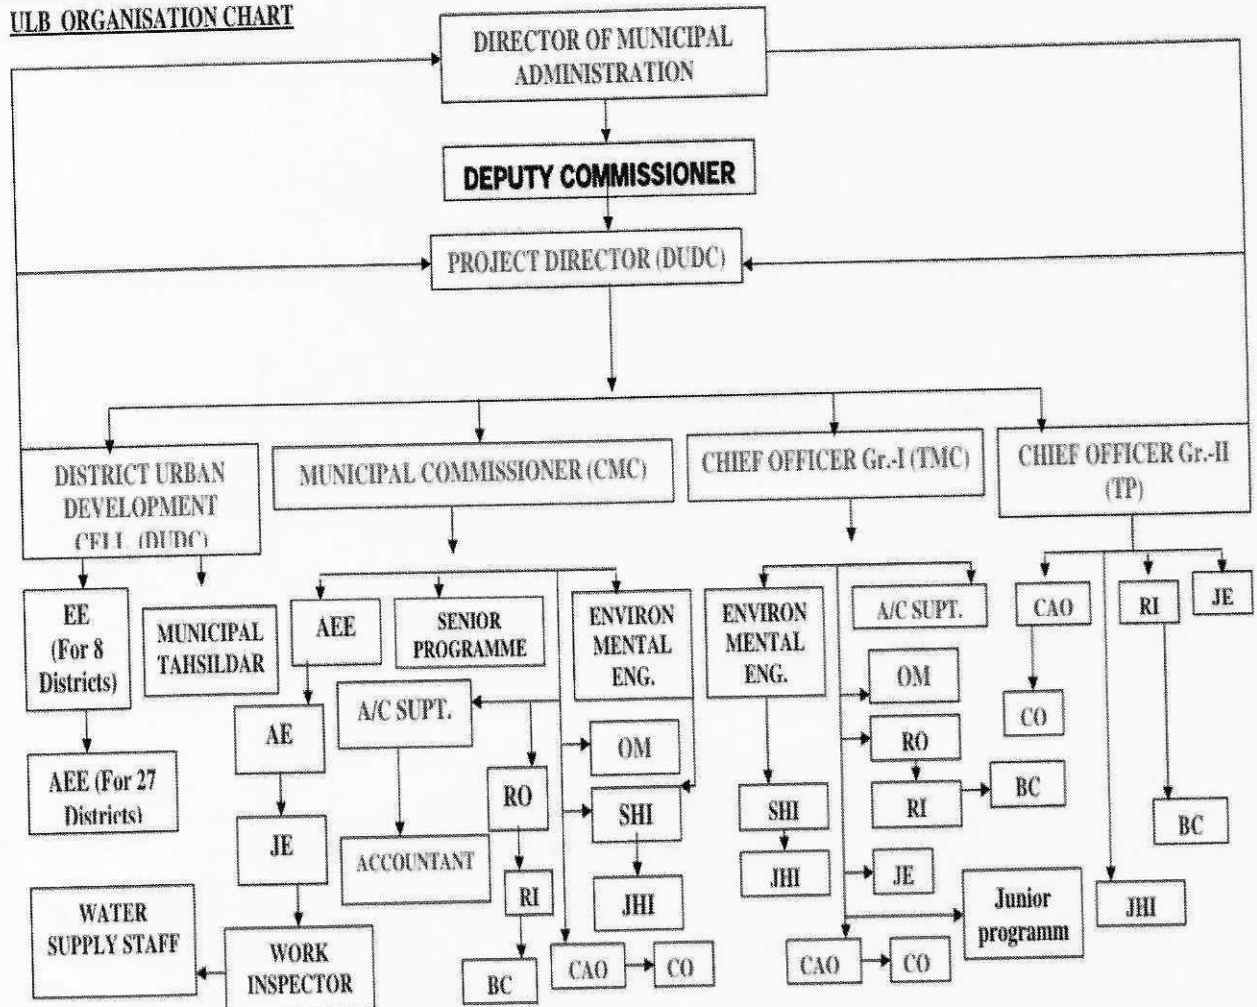 ULB ORGANISATION CHART
DIRECTOR OF MUNICIPAL
ADMINISTRATION
DEPUTY COMMISSIONER
PROJECT DIRECTOR (DUDC)
DISTRICT URBAN
DEVELOPMENT
CELL (DUDC)
MUNICIPAL COMMISSIONER (CMC)
CHIEF OFFICER Gr.-I (TMC)
CHIEF OFFICER Gr.-II
(TP)
EE
(For 8
Districts)
MUNICIPAL
TAHSILDAR
AEE (For 27
Districts)
AEE
SENIOR
PROGRAMME
ENVIRON
MENTAL
ENG.
AE
A/C SUPT.
OM
RO
SHI
JE
ACCOUNTANT
RI
JHI
WATER
SUPPLY STAFF
WORK
INSPECTOR
BC
CAO
CO
ENVIRON
MENTAL
ENG.
A/C SUPT.
OM
RO
SHI
RI
BC
JHI
JE
Junior
programm
CAO
CO
CAO
RI
JE
CO
BC
JHI